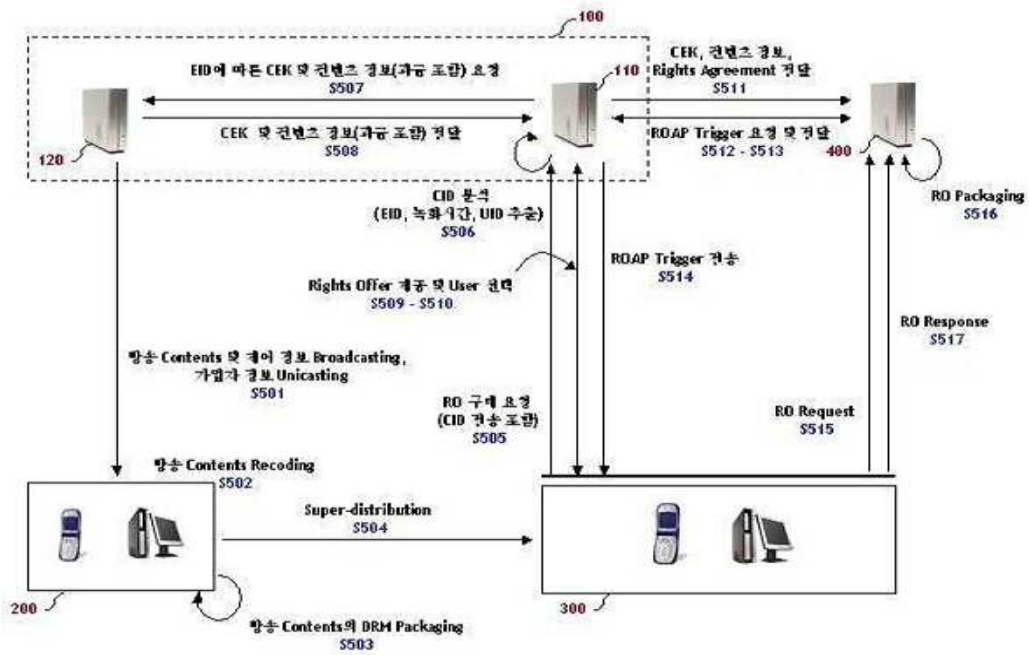 100
EID에 따른 CEK 및 컨텐츠 정보(과금 포함) 요청
S507
110
CEK, 컨텐츠 정보,
Rights Agreement 전달
S511
CEK 및 컨텐츠 정보(과금 포함) 전달
S508
ROAP Trigger 요청 및 전달
S512 - S513
120
400
CID 분석
(EID, 녹화시간, UID 추출)
S506
RO Packaging
S516
ROAP Trigger 전송
S514
Rights Offer 제공 및 User 선택
S509 - S510
RO Response
S517
방송 Contents 및 제어 정보 Broadcasting,
가입자 정보 Unicasting
S501
RO 구매 요청
(CID 전송 포함)
S505
RO Request
S515
방송 Contents Recoding
S502
Super-distribution
S504
200
300
방송 Contents의 DRM Packaging
S503